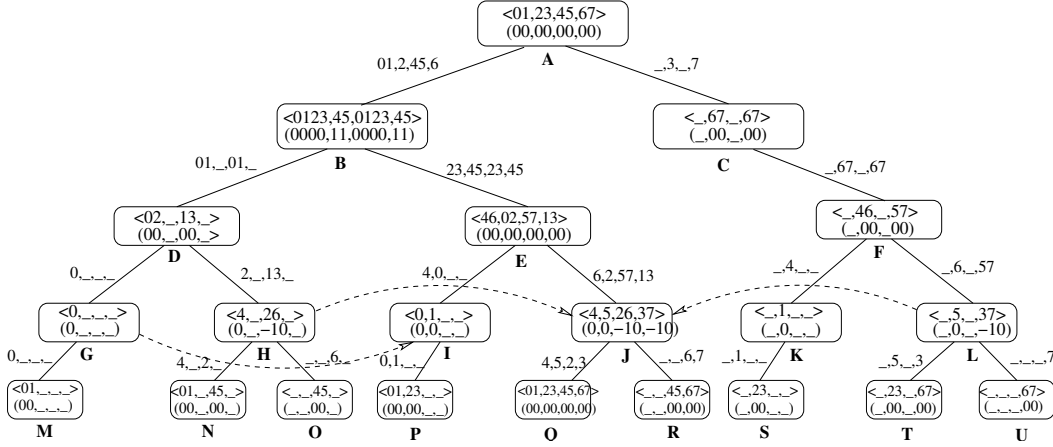 <01,23,45,67>
(00,00,00,00)
A
01,2,45,6
_,3,_,7
<0123,45,0123,45>
(0000,11,0000,11)
B
<_,67,_,67>
(_,00,_,00)
C
01,_,01,_
23,45,23,45
_,67,_,67
<02,_,13,_>
(00,_,00,_>
D
<46,02,57,13>
(00,00,00,00)
E
<_,46,_,57>
(_,00,_00)
F
0,_,_,_
2,_,13,_
4,0,_,_
6,2,57,13
_,4,_,_
_,6,_,57
<0,_,_,_>
(0,_,_,_)
G
<4,_,26,_>
(0,_,−10,_)
H
<0,1,_,_>
(0,0,_,_)
I
<4,5,26,37>
(0,0,−10,−10)
J
<_,1,_,_>
(_,0,_,_)
K
<_,5,_,37>
(_,0,_,−10)
L
0,_,_,_
4,_,2,_
_,_,6,_
0,1,_,_
4,5,2,3
_,_,6,7
_,1,_,_
_,5,_,3
_,_,_,7
<01,_,_,_>
(00,_,_,_)
M
<01,_,45,_>
(00,_,00,_)
N
<_,_,45,_>
(_,_,00,_)
O
<01,23,_,_>
(00,00,_,_)
P
<01,23,45,67>
(00,00,00,00)
Q
<_,_,45,67>
(_,_,00,00)
R
<_,23,_,_>
(_,00,_,_)
S
<_,23,_,67>
(_,00,_,00)
T
<_,_,_,67>
(_,_,_,00)
U